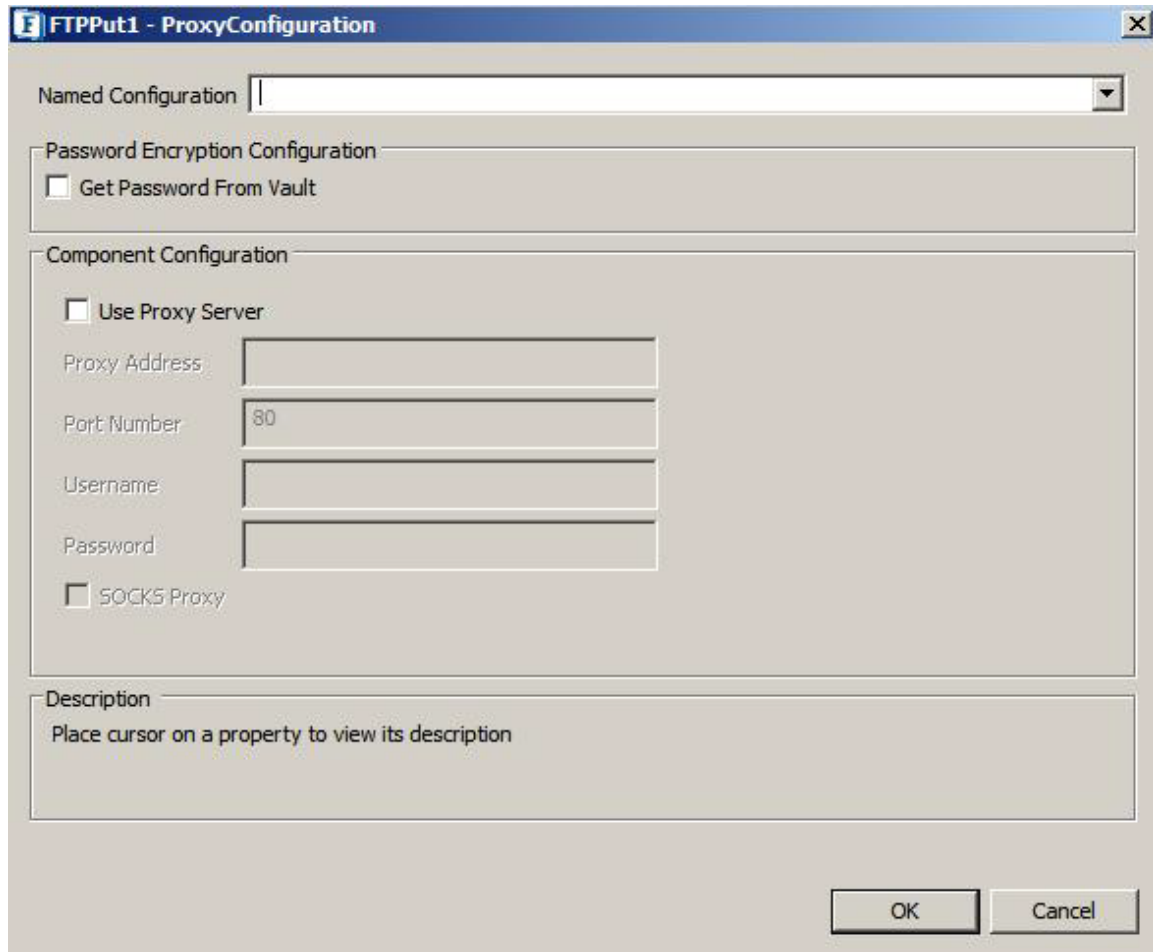 FTPPut1 - ProxyConfiguration
Named Configuration
Password Encryption Configuration
Get Password From Vault
Component Configuration
Use Proxy Server
Proxy Address
Port Number 80
Username
Password
SOCKS Proxy
Description
Place cursor on a property to view its description
OK Cancel